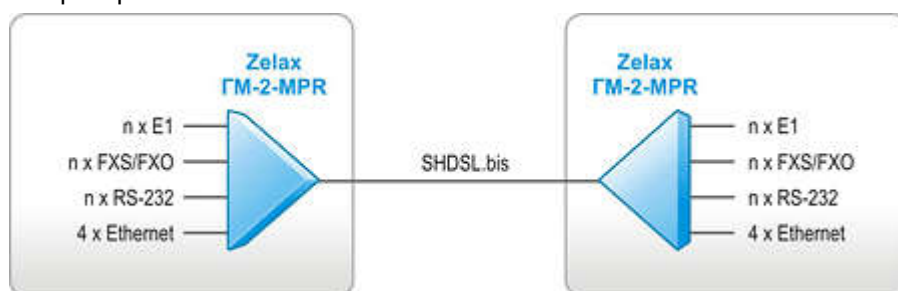 Zelax
ГМ-2-MPR
n x E1
n x FXS/FXO
n x RS-232
4 x Ethernet
SHDSL.bis
Zelax
ГМ-2-MPR
n x E1
n x FXS/FXO
n x RS-232
4 x Ethernet